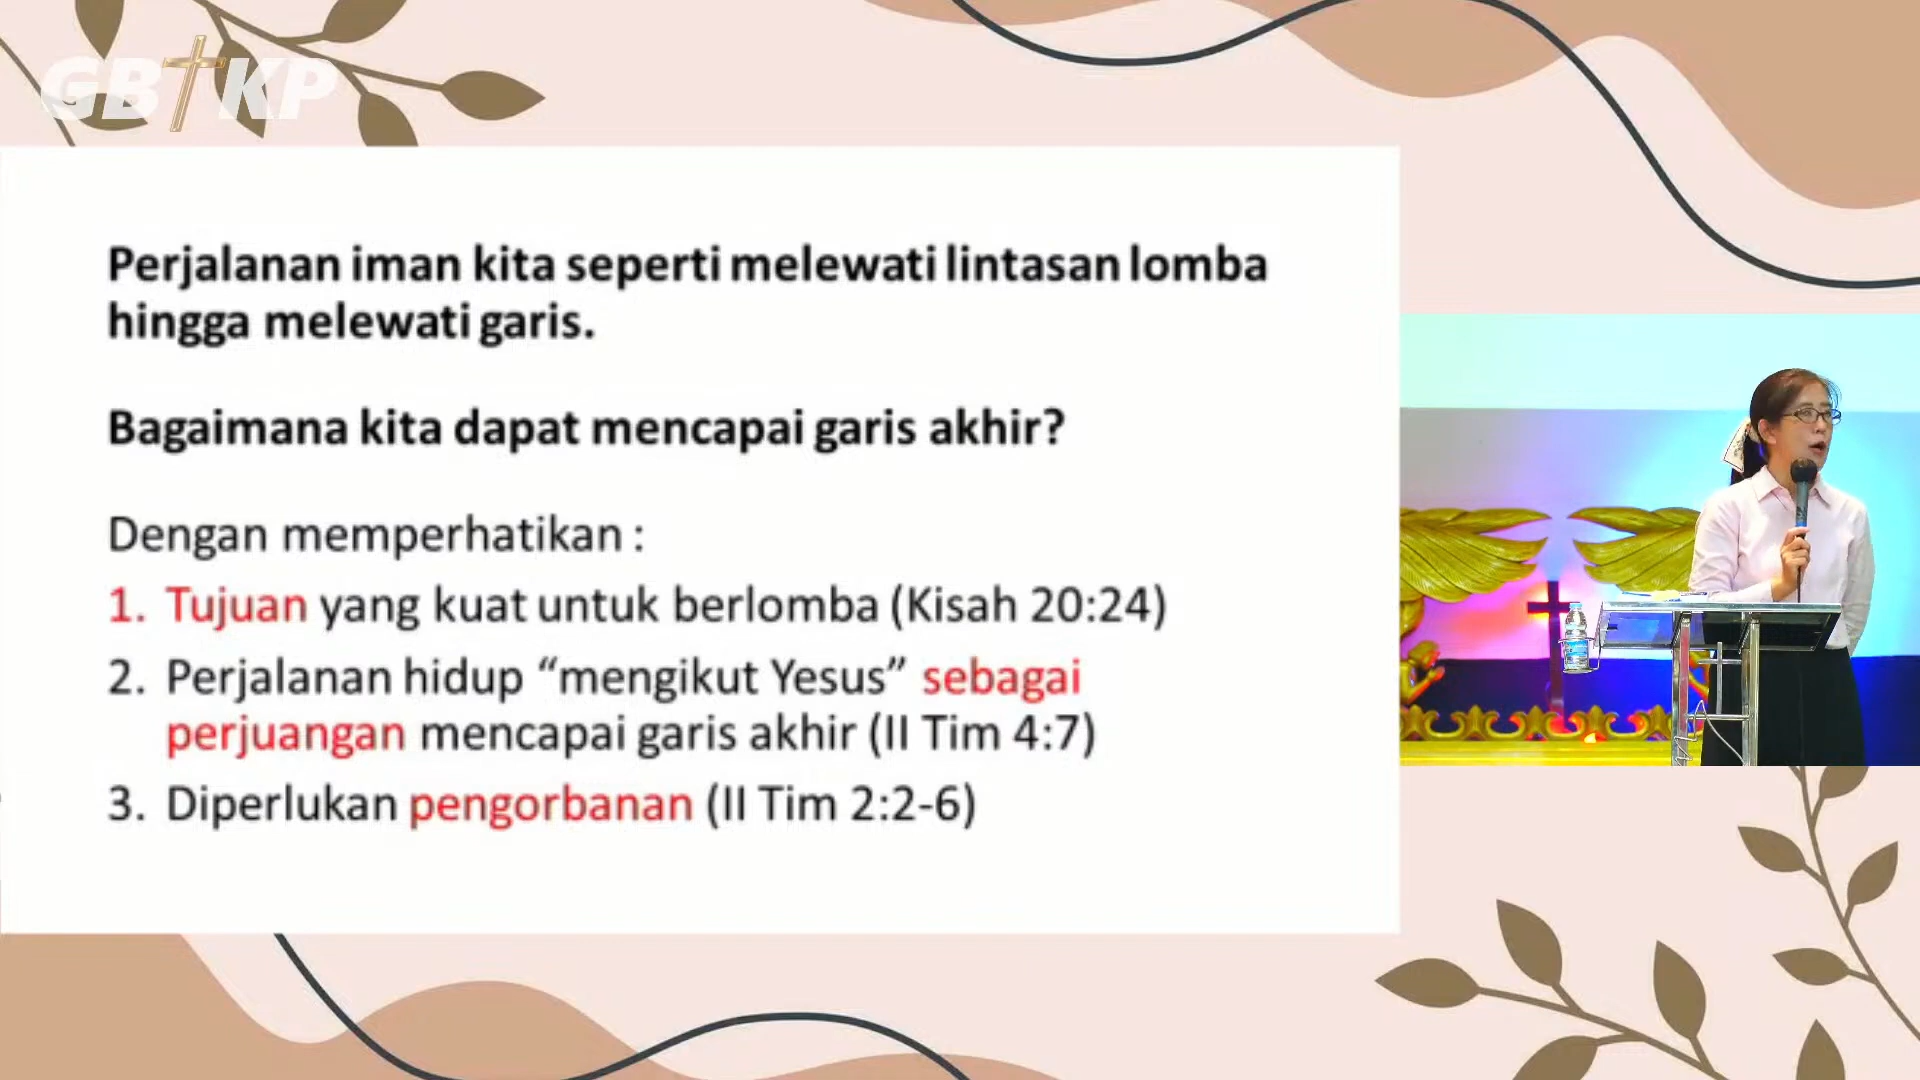 GB KP
Perjalanan iman kita seperti melewati lintasan lomba
hingga melewati garis.
Bagaimana kita dapat mencapai garis akhir?
Dengan memperhatikan :
1. Tujuan yang kuat untuk berlomba (Kisah 20:24)
2. Perjalanan hidup “mengikut Yesus” sebagai
perjuangan mencapai garis akhir (II Tim 4:7)
3. Diperlukan pengorbanan (II Tim 2:2-6)